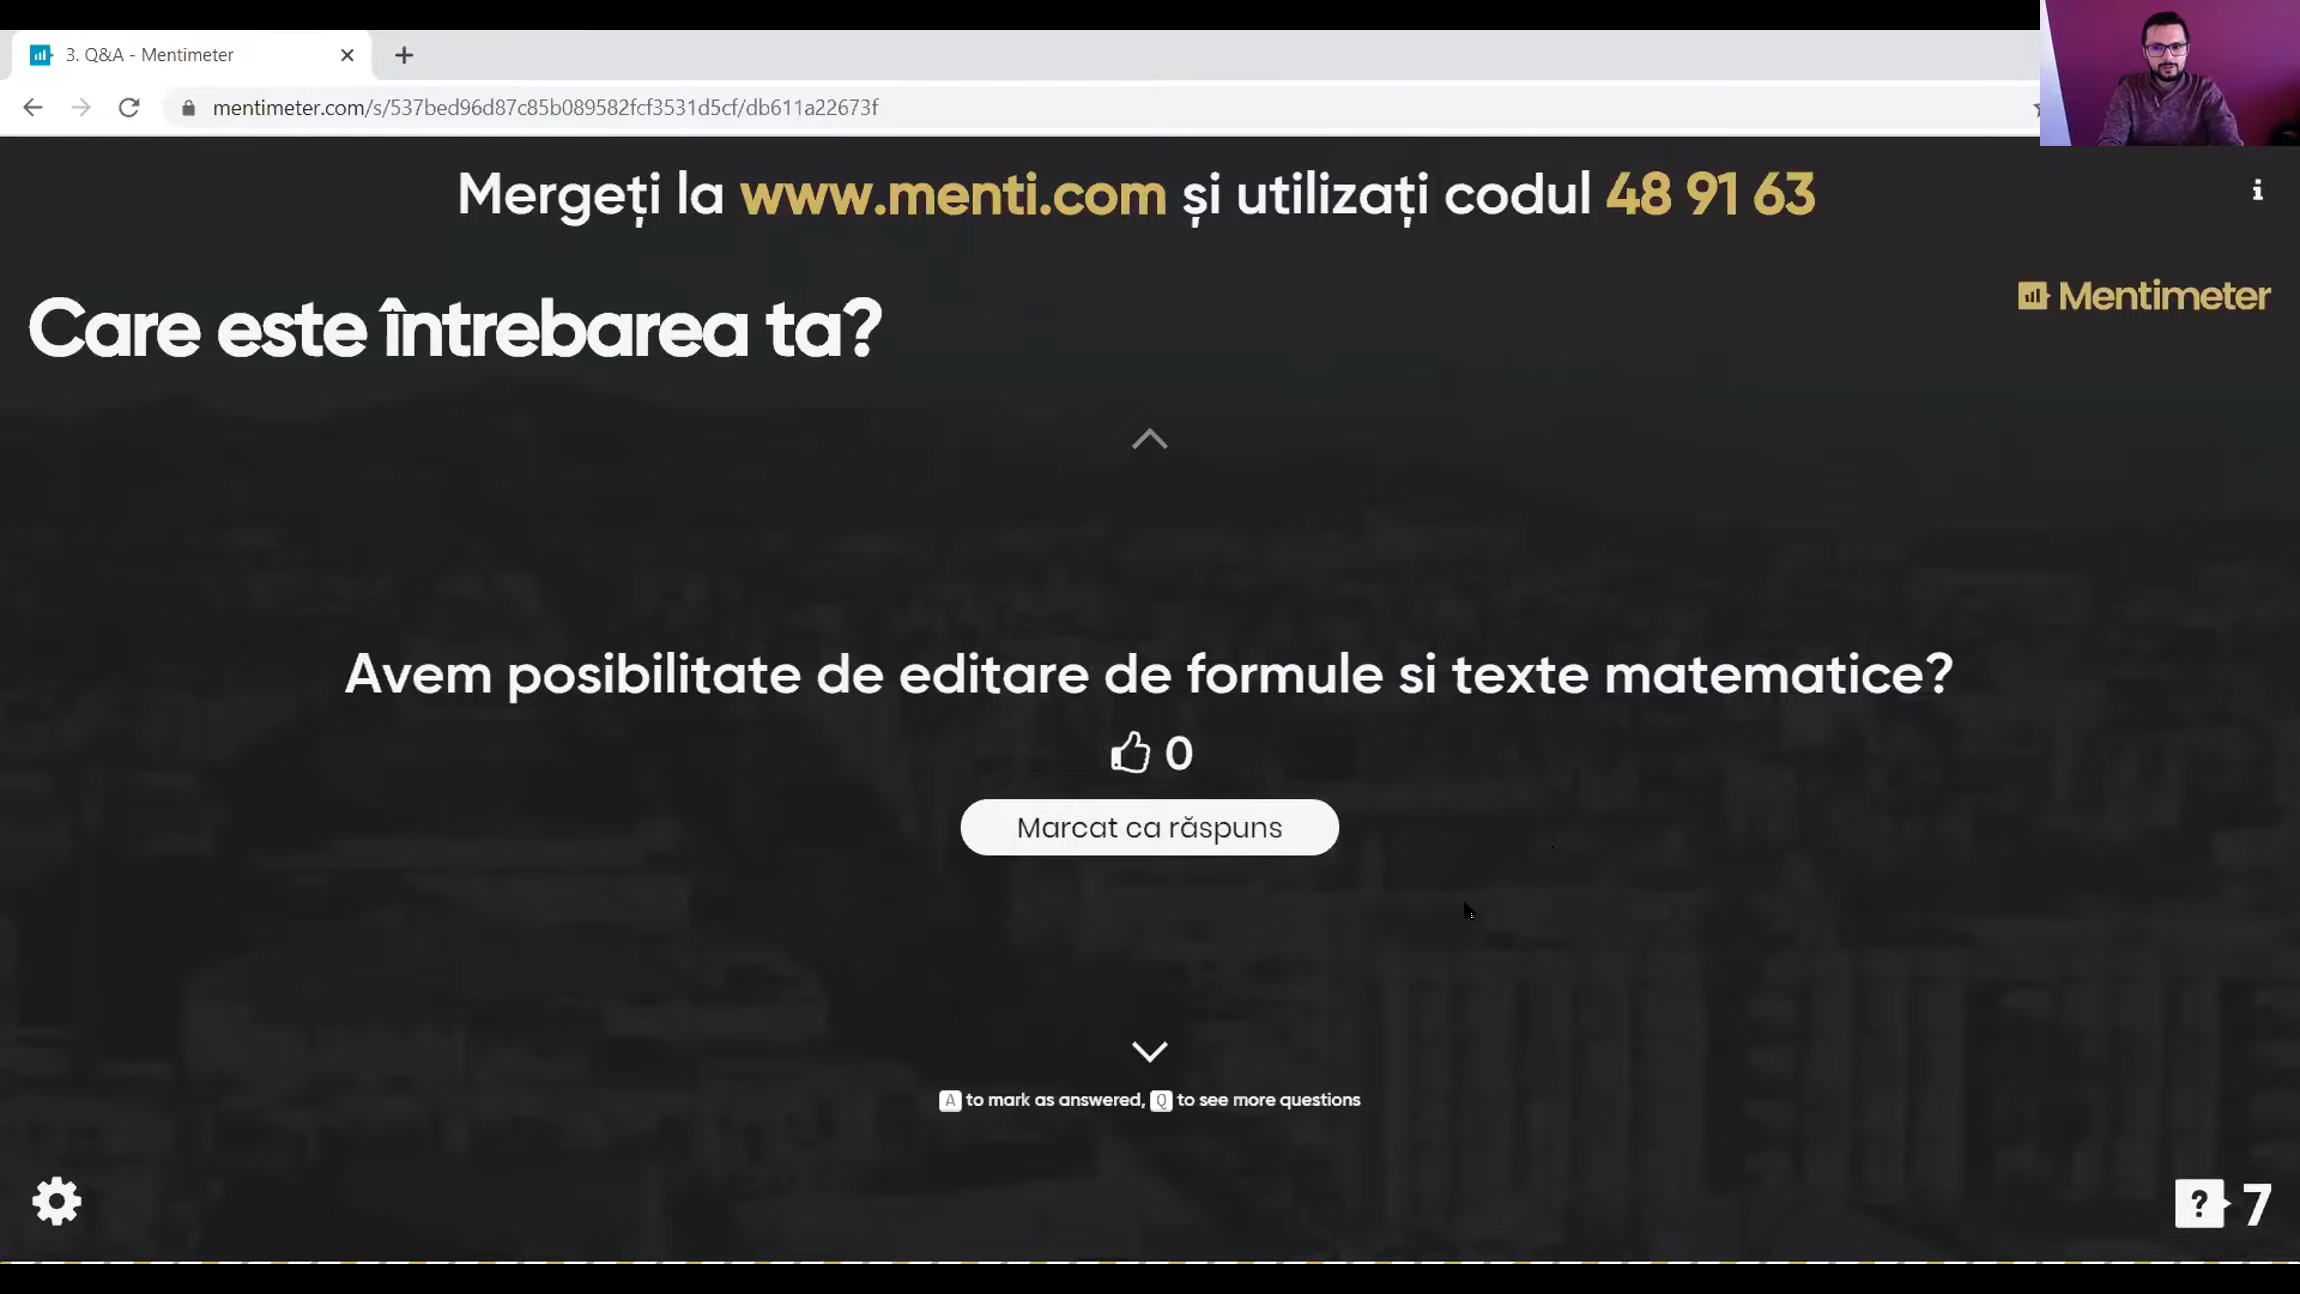 3. Q&A - Mentimeter
mentimeter.com/s/537bed96d87c85b089582fcf3531d5cf/db611a22673f
Mergeți la www.menti.com și utilizați codul 48 91 63
Mentimeter
Care este întrebarea ta?
Avem posibilitate de editare de formule si texte matematice?
0
Marcat ca răspuns
A to mark as answered, Q to see more questions
? 7